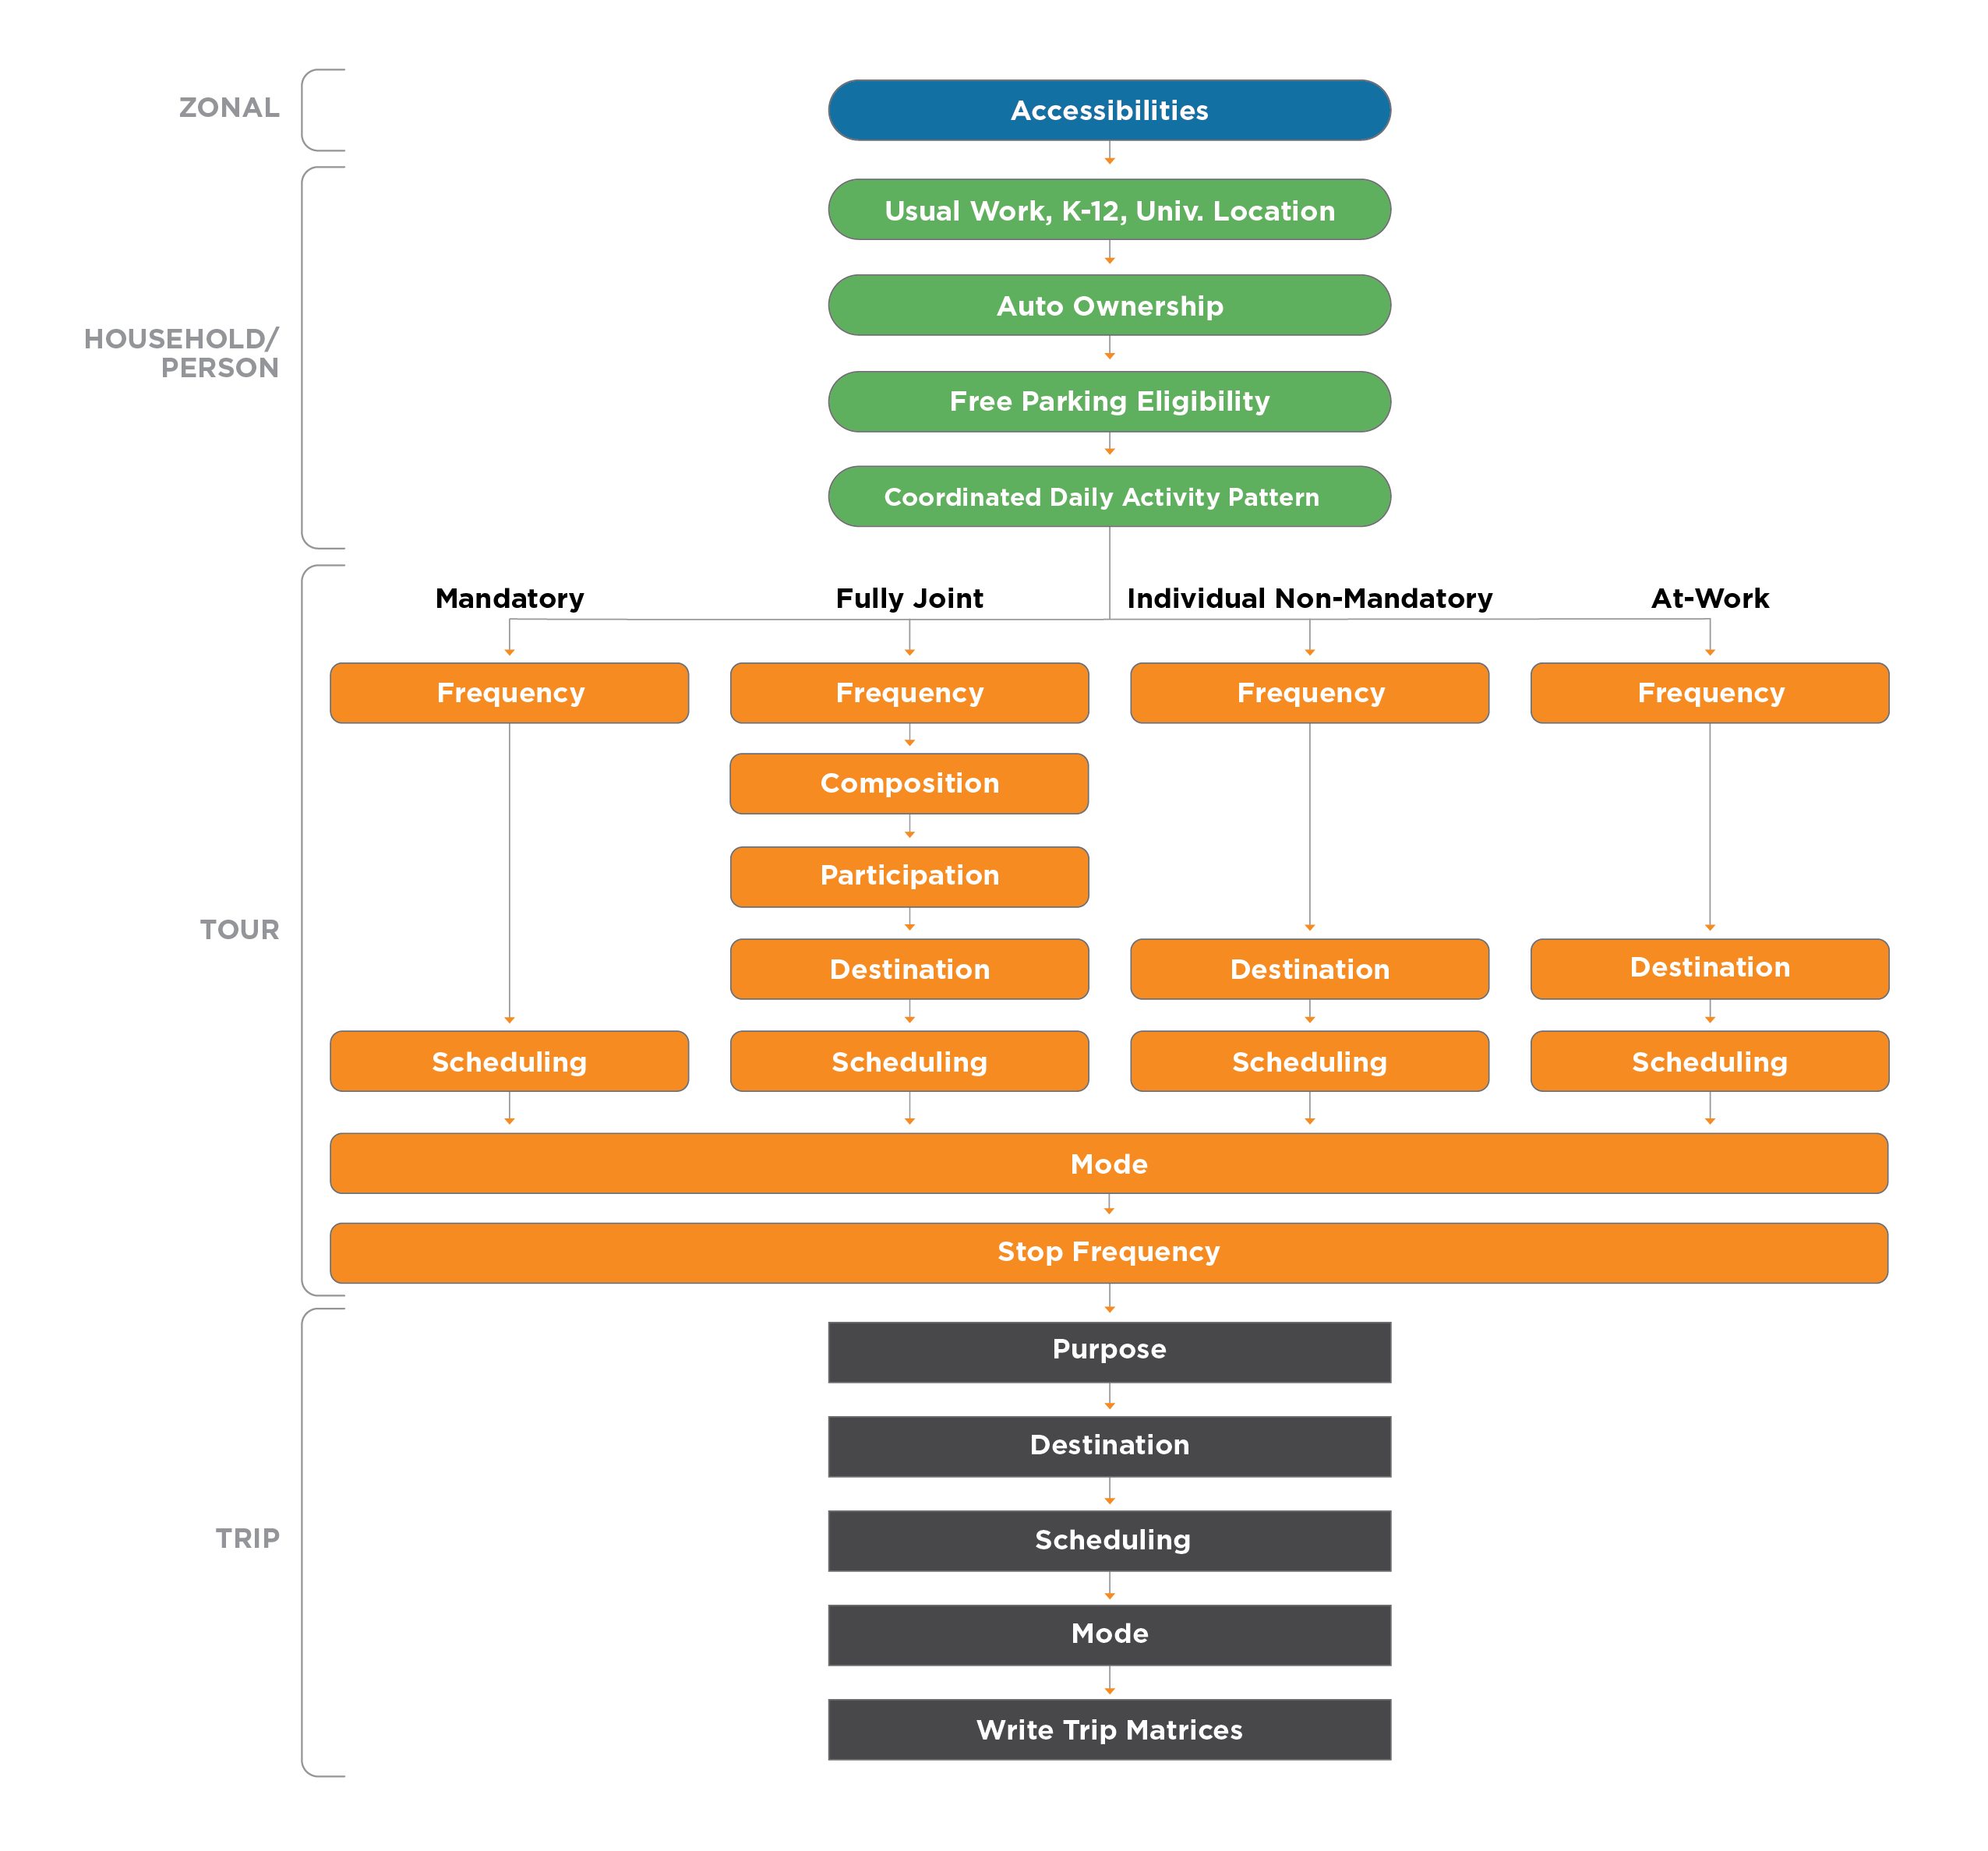 ZONAL
Accessibilities
Usual Work, K-12, Univ. Location
Auto Ownership
HOUSEHOLD/
PERSON
Free Parking Eligibility
Coordinated Daily Activity Pattern
Mandatory
Fully Joint
Individual Non-Mandatory
At-Work
Frequency
Frequency
Frequency
Frequency
Composition
Participation
TOUR
Destination
Destination
Destination
Scheduling
Scheduling
Scheduling
Scheduling
Mode
Stop Frequency
Purpose
Destination
TRIP
Scheduling
Mode
Write Trip Matrices